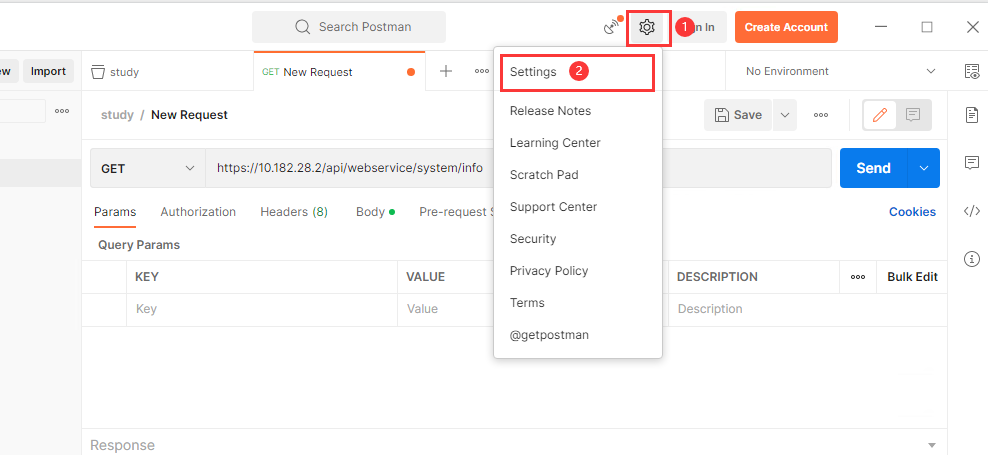 Search Postman
1
n In
Create Account
ew
Import
study
GET New Request
Settings
2
No Environment
study / New Request
Release Notes
Save
Learning Center
GET
https://10.182.28.2/api/webservice/system/info
Scratch Pad
Send
Params
Authorization
Headers (8)
Body
Pre-request S
Support Center
Cookies
Query Params
Security
KEY
VALUE
Privacy Policy
DESCRIPTION
Bulk Edit
Key
Value
Terms
Description
@getpostman
Response